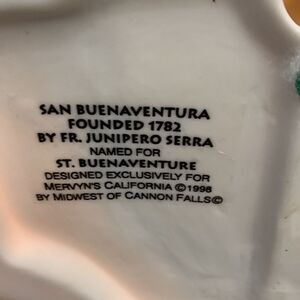 SAN BUENAVENTURA
FOUNDED 1782
BY FR. JUNIPERO SERRA
NAMED FOR
ST. BUENAVENTURE
DESIGNED EXCLUSIVELY FOR
MERVYN'S CALIFORNIA ©1998
BY MIDWEST OF CANNON FALLS©